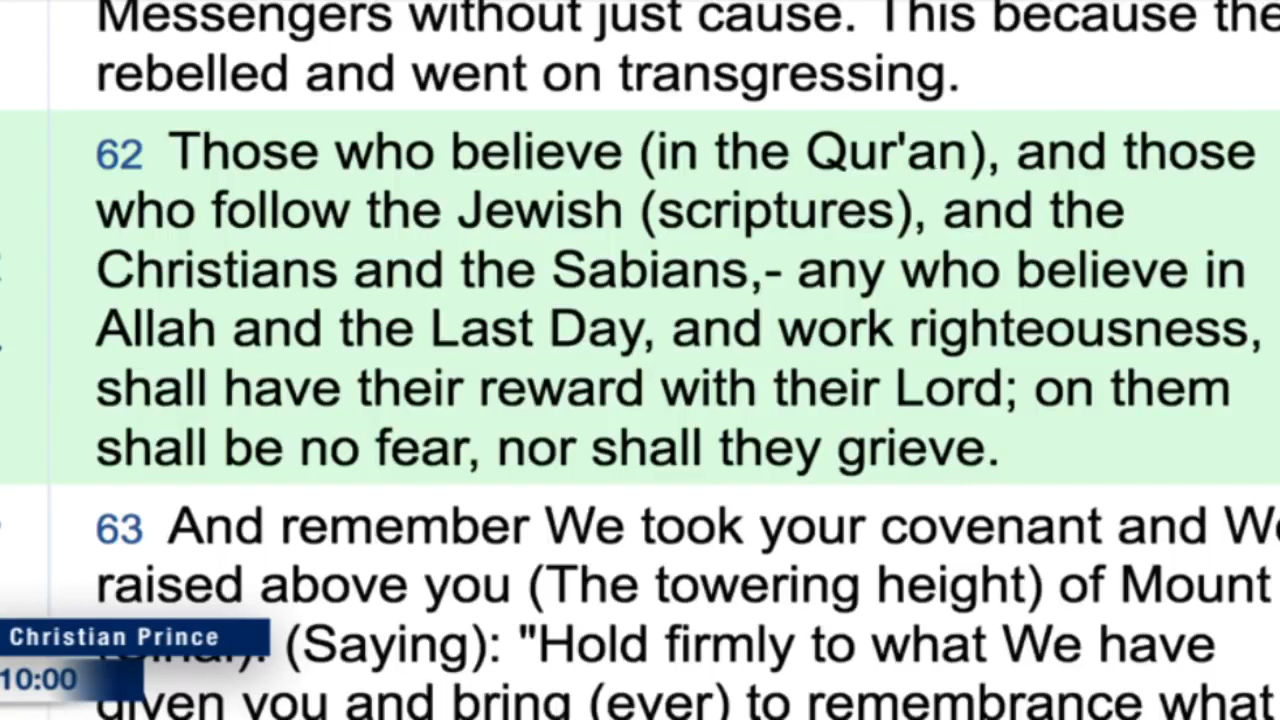 Messengers without just cause. This because the
rebelled and went on transgressing.
62 Those who believe (in the Qur'an), and those
who follow the Jewish (scriptures), and the
Christians and the Sabians,- any who believe in
Allah and the Last Day, and work righteousness,
shall have their reward with their Lord; on them
shall be no fear, nor shall they grieve.
63 And remember We took your covenant and We
raised above you (The towering height) of Mount
(Saying): "Hold firmly to what We have
given you and bring (ever) to remembrance what
Christian Prince
10:00